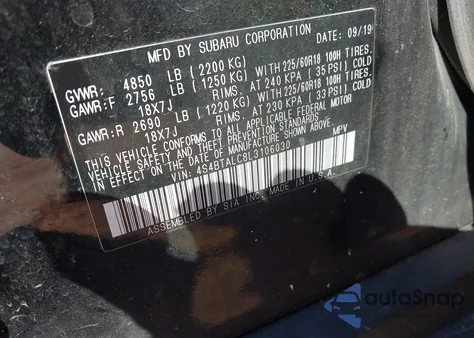 MFD BY SUBARU CORPORATION DATE: 09/19
GVWR: 4850 LB (2200 KG)
GAWR:F 2756 LB (1250 KG) WITH 225/60R18 100H TIRES.
18X7J RIMS. AT 240 KPA ( 35 PSI) COLD
GAWR:R 2690 LB (1220 KG) WITH 225/60R18 100H TIRES.
18X7J RIMS. AT 230 KPA ( 33 PSI) COLD
THIS VEHICLE CONFORMS TO ALL APPLICABLE FEDERAL MOTOR
VEHICLE SAFETY AND THEFT PREVENTION STANDARDS
IN EFFECT ON THE DATE OF MANUFACTURE SHOWN ABOVE.
VIN: 4S4BTALC8L3106030 MPV
ASSEMBLED BY SIA INC. MADE IN U.S.A.
autoSnap